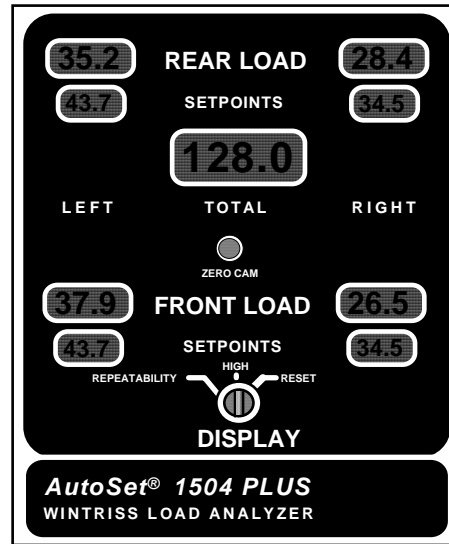 35.2 REAR LOAD 28.4
43.7 SETPOINTS 34.5
128.0
LEFT TOTAL RIGHT
ZERO CAM
37.9 FRONT LOAD 26.5
43.7 SETPOINTS 34.5
HIGH
REPEATABILITY RESET
DISPLAY
AutoSet® 1504 PLUS
WINTRISS LOAD ANALYZER